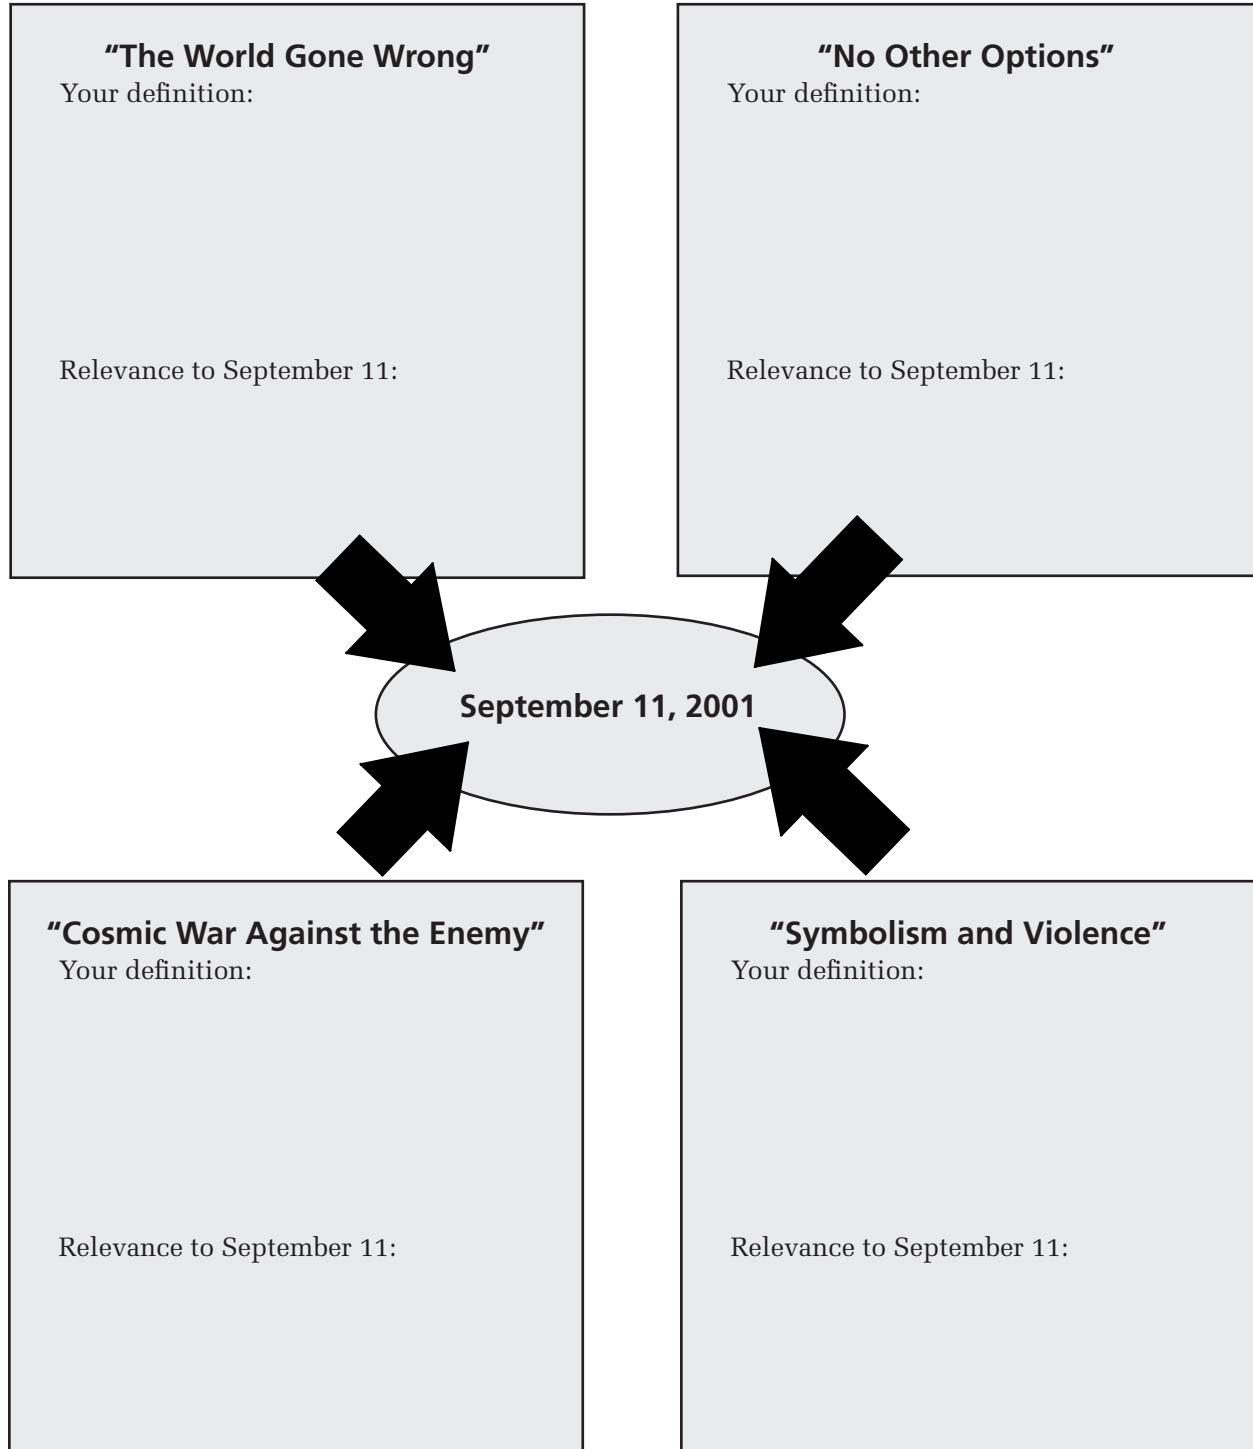 "The World Gone Wrong"
Your definition:
Relevance to September 11:
"No Other Options"
Your definition:
Relevance to September 11:
September 11, 2001
"Cosmic War Against the Enemy"
Your definition:
Relevance to September 11:
"Symbolism and Violence"
Your definition:
Relevance to September 11: